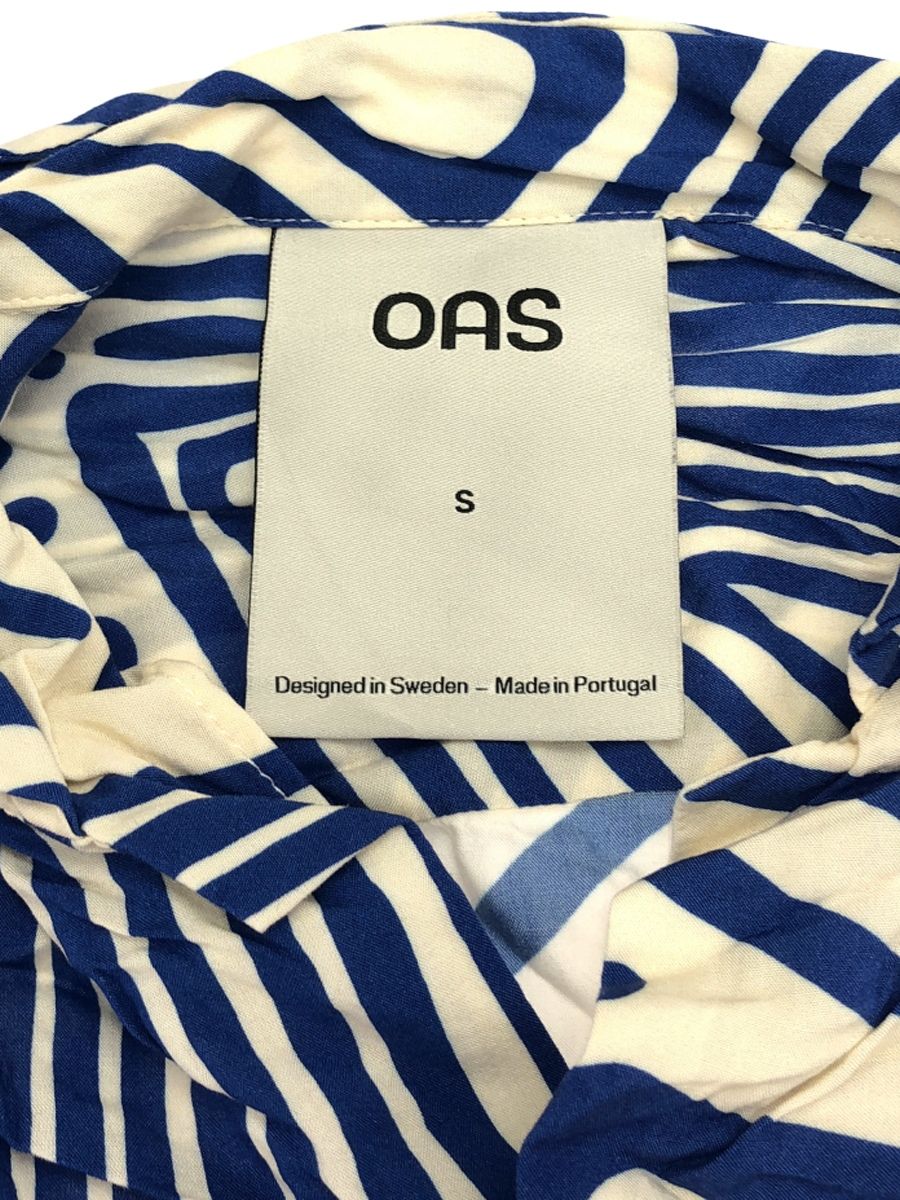 OAS
S
Designed in Sweden – Made in Portugal